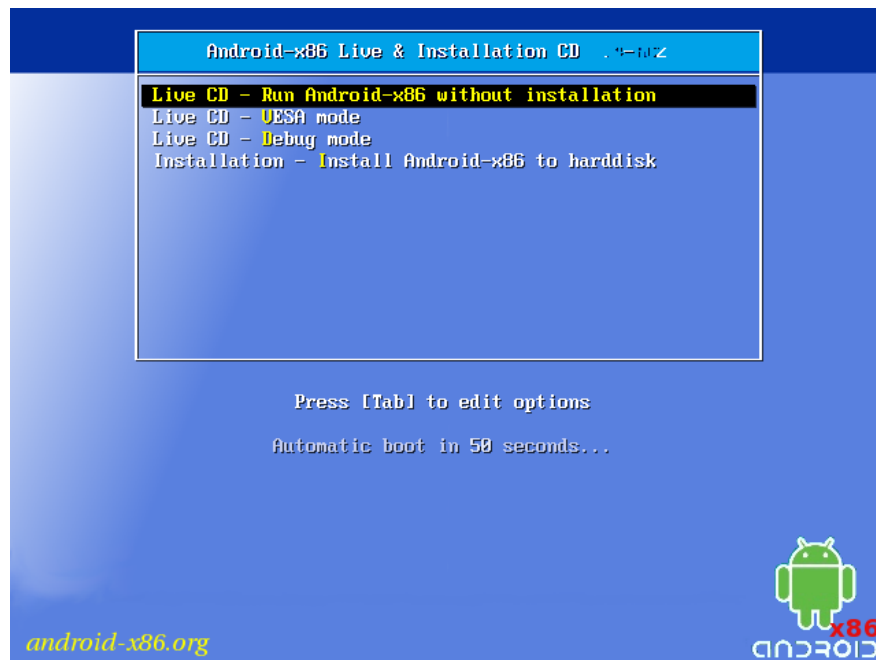 Android-x86 Live & Installation CD
Live CD - Run Android-x86 without installation
Live CD - VESA mode
Live CD - Debug mode
Installation - Install Android-x86 to harddisk
Press [Tab] to edit options
Automatic boot in 50 seconds...
x86
android-x86.org
ANDROID